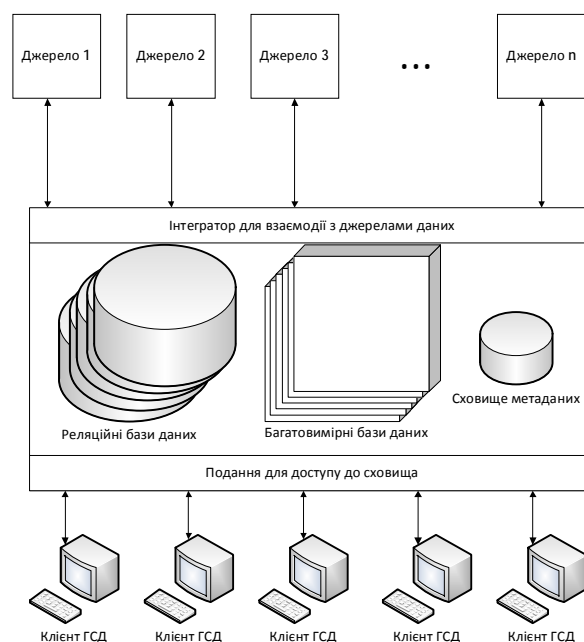 Джерело 1
Джерело 2
Джерело 3
...
Джерело n
Інтегратор для взаємодії з джерелами даних
Сховище метаданих
Реляційні бази даних
Багатовимірні бази даних
Подання для доступу до сховища
Клієнт ГСД
Клієнт ГСД
Клієнт ГСД
Клієнт ГСД
Клієнт ГСД